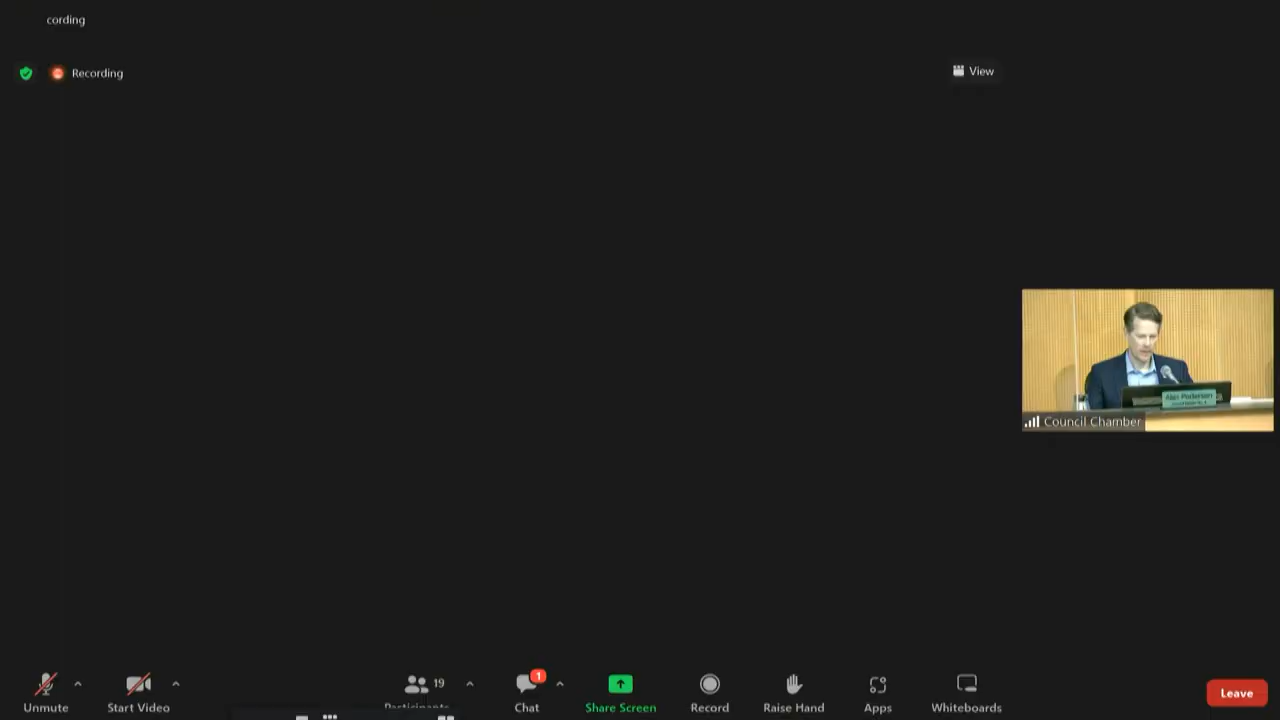 cording
Recording
View
Council Chamber
19
1
Unmute
Start Video
Participants
Chat
Share Screen
Record
Raise Hand
Apps
Whiteboards
Leave